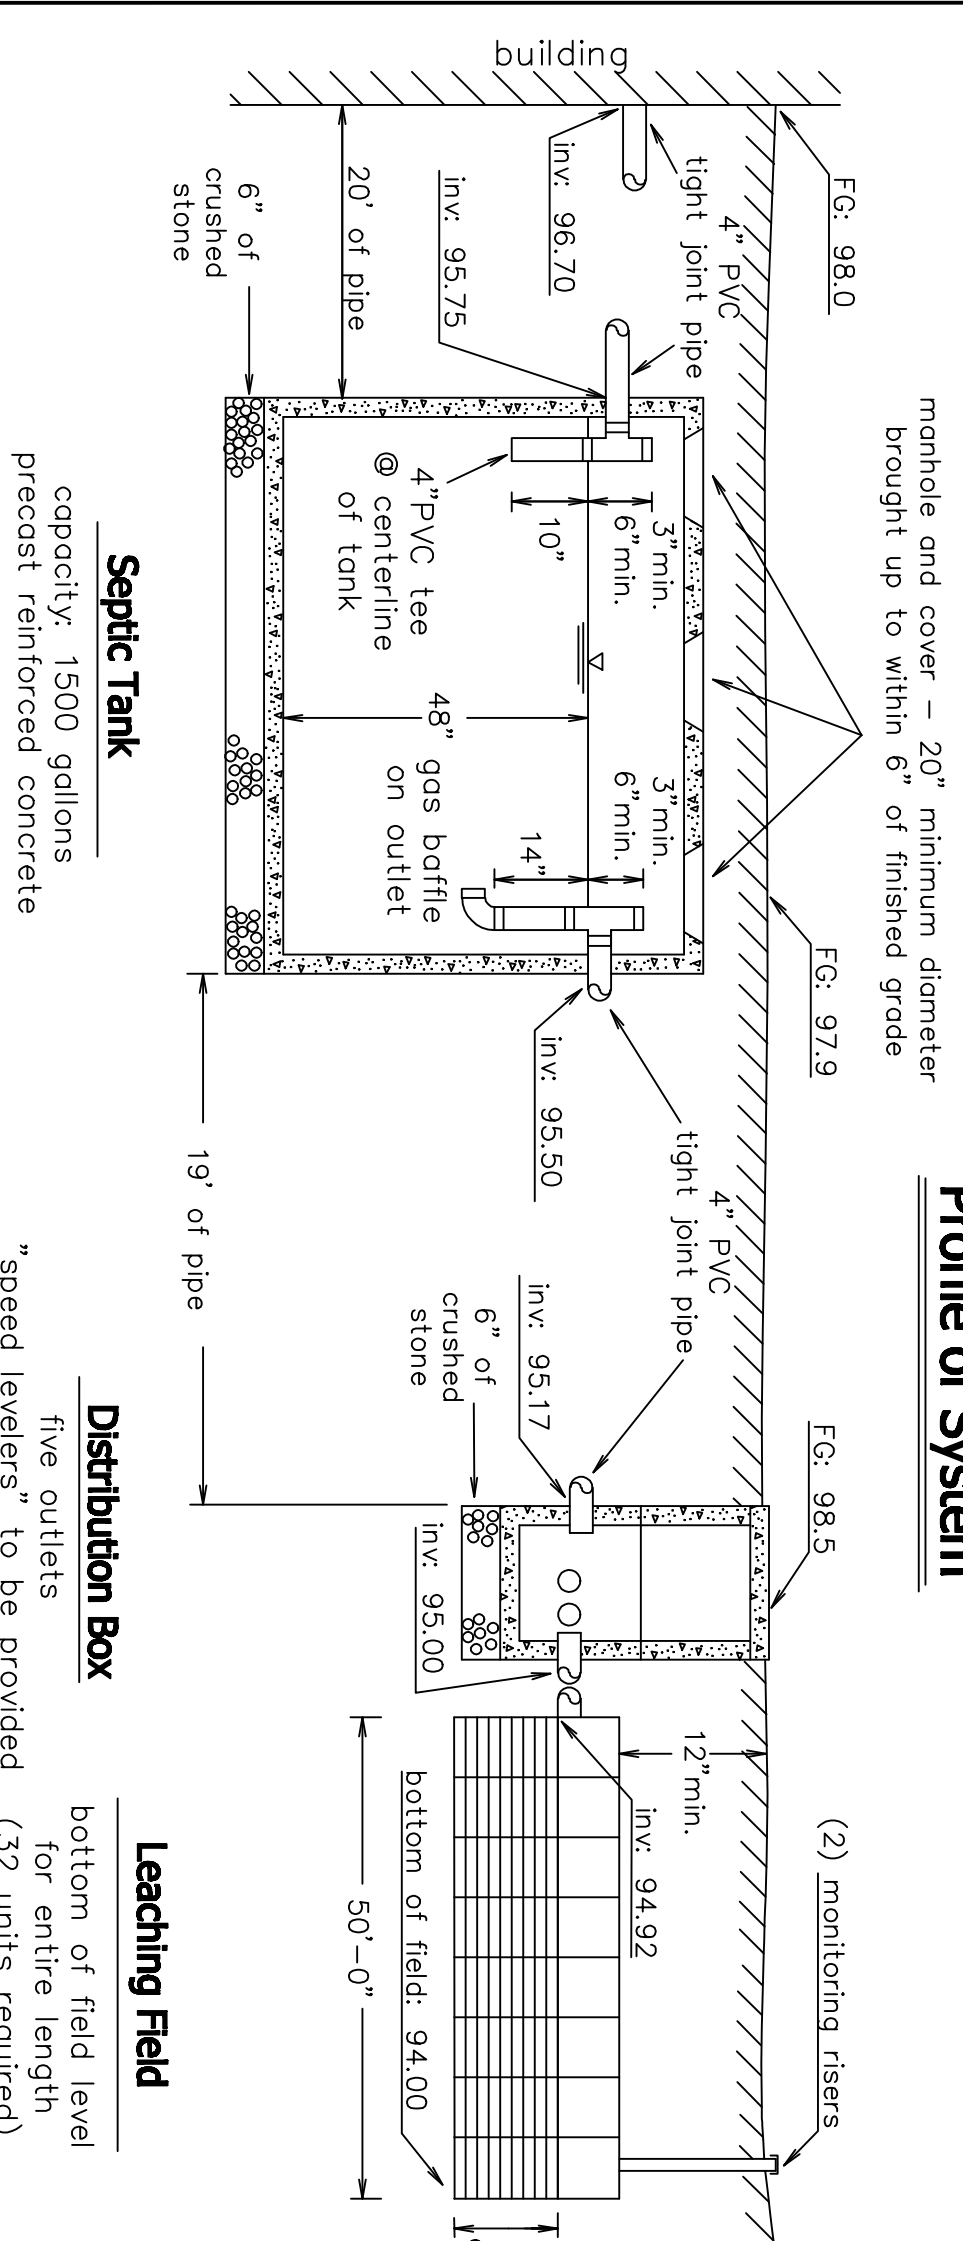 Profile of System
building
FG: 98.0
4" PVC
tight joint pipe
inv: 96.70
inv: 95.75
20' of pipe
6" of
crushed
stone
manhole and cover – 20" minimum diameter
brought up to within 6" of finished grade
FG: 97.9
3"min.
6"min.
10"
4"PVC tee
@ centerline
of tank
48"
3"min.
6"min.
14"
gas baffle
on outlet
Septic Tank
capacity: 1500 gallons
precast reinforced concrete
inv: 95.50
4" PVC
tight joint pipe
19' of pipe
inv: 95.17
6" of
crushed
stone
FG: 98.5
inv: 95.00
Distribution Box
five outlets
"speed levelers" to be provided
12"min.
inv: 94.92
(2) monitoring risers
bottom of field: 94.00
50'-0"
Leaching Field
bottom of field level
for entire length
(32 units required)